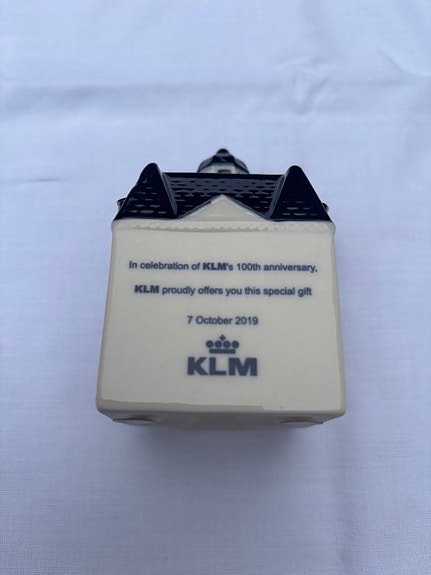 In celebration of KLM's 100th anniversary,
KLM proudly offers you this special gift
7 October 2019
KLM